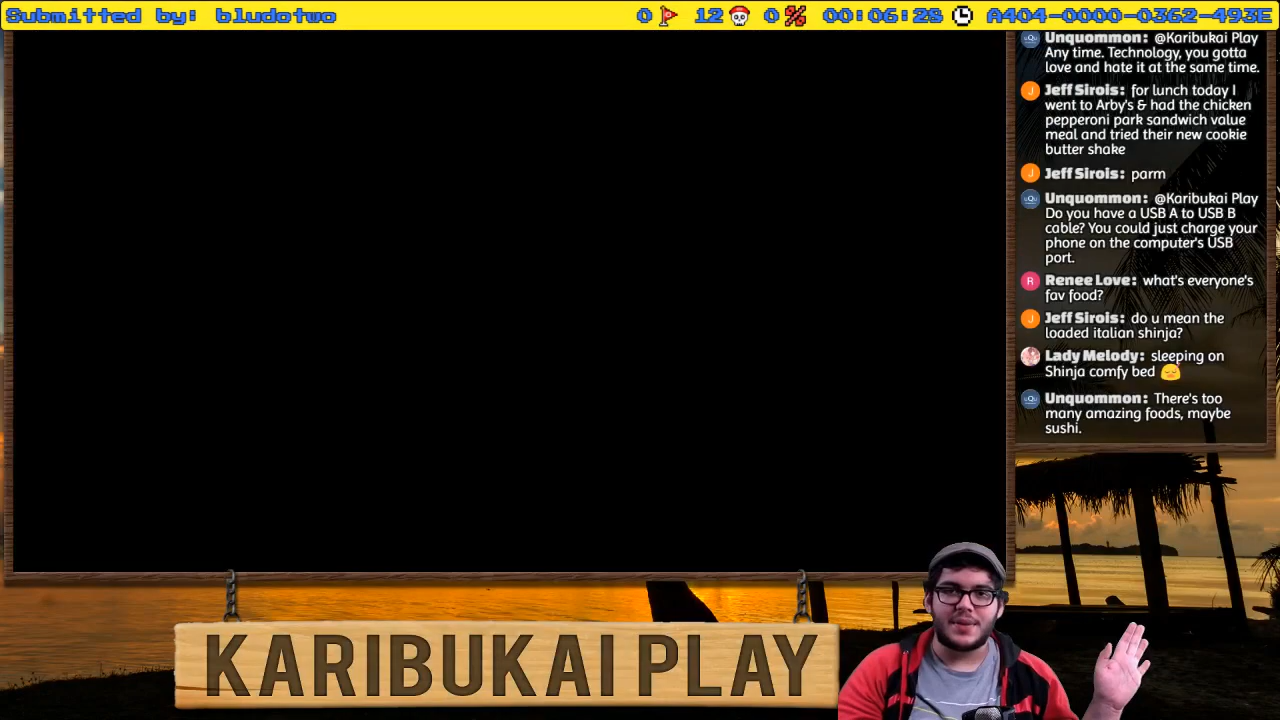 Submitted by: bludotwo 0 12 0 00:06:28 A404-0000-0362-493E
Unquommon: @Karibukai Play
Any time. Technology, you gotta
love and hate it at the same time.
Jeff Sirois: for lunch today I
went to Arby's & had the chicken
pepperoni park sandwich value
meal and tried their new cookie
butter shake
Jeff Sirois: parm
Unquommon: @Karibukai Play
Do you have a USB A to USB B
cable? You could just charge your
phone on the computer's USB
port.
Renee Love: what's everyone's
fav food?
Jeff Sirois: do u mean the
loaded italian shinja?
Lady Melody: sleeping on
Shinja comfy bed
Unquommon: There's too
many amazing foods, maybe
sushi.
KARIBUKAI PLAY